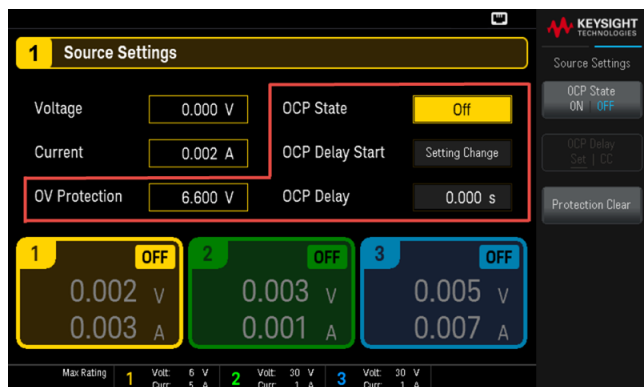 KEYSIGHT
TECHNOLOGIES
1 Source Settings
Source Settings
Voltage 0.000 V OCP State Off
OCP State
ON | OFF
Current 0.002 A OCP Delay Start Setting Change
OCP Delay
Set | CC
OV Protection 6.600 V OCP Delay 0.000 s
Protection Clear
1 OFF 2 OFF 3 OFF
0.002 V 0.003 V 0.005 V
0.003 A 0.001 A 0.007 A
Max Rating 1 Volt: 6 V 2 Volt: 30 V 3 Volt: 30 V
Curr: 5 A Curr: 1 A Curr: 1 A